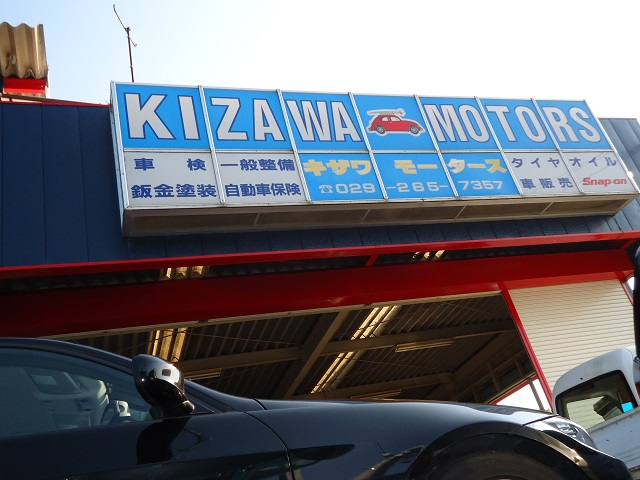 KIZAWA MOTORS
車検 一般整備 キザワ モータース タイヤオイル
鈑金塗装 自動車保険 ☎029-265-7357 車販売 Snap-on